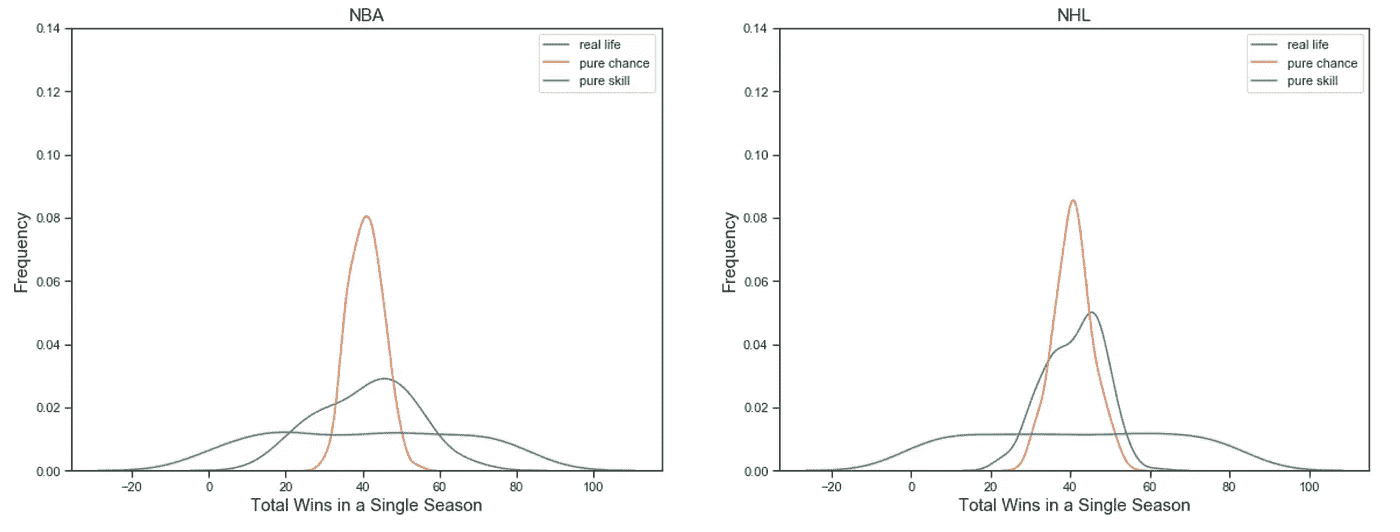 NBA
0.14
0.12
0.10
0.08
0.06
0.04
0.02
0.00
Frequency
−20
0
20
40
60
80
100
Total Wins in a Single Season
real life
pure chance
pure skill
NHL
0.14
0.12
0.10
0.08
0.06
0.04
0.02
0.00
Frequency
−20
0
20
40
60
80
100
Total Wins in a Single Season
real life
pure chance
pure skill